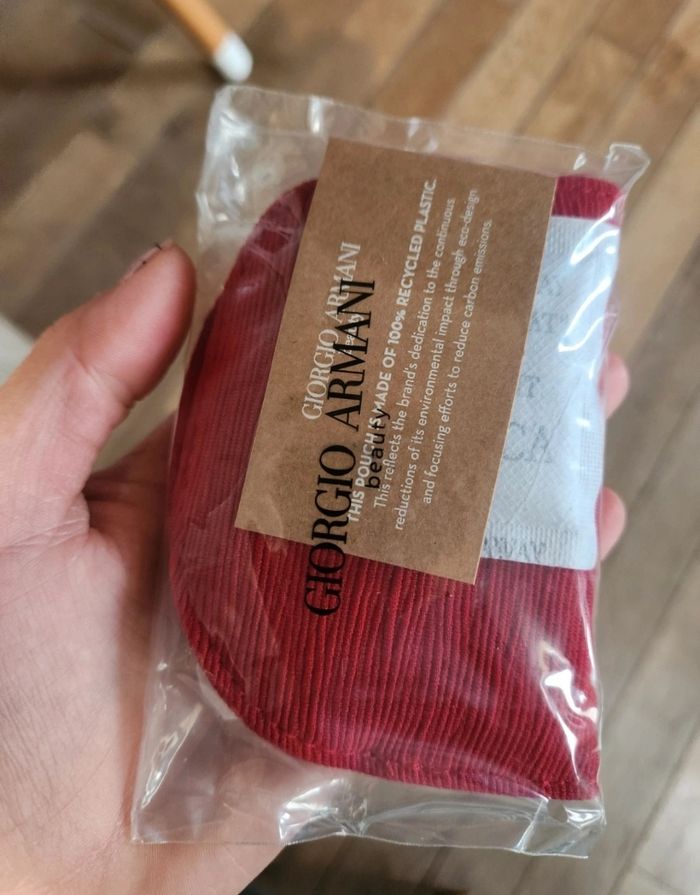 GIORGIO ARMANI
beauty
GIORGIO ARMANI
THIS POUCH IS MADE OF 100% RECYCLED PLASTIC.
This reflects the brand's dedication to the continuous
reductions of its environmental impact through eco-design
and focusing efforts to reduce carbon emissions.